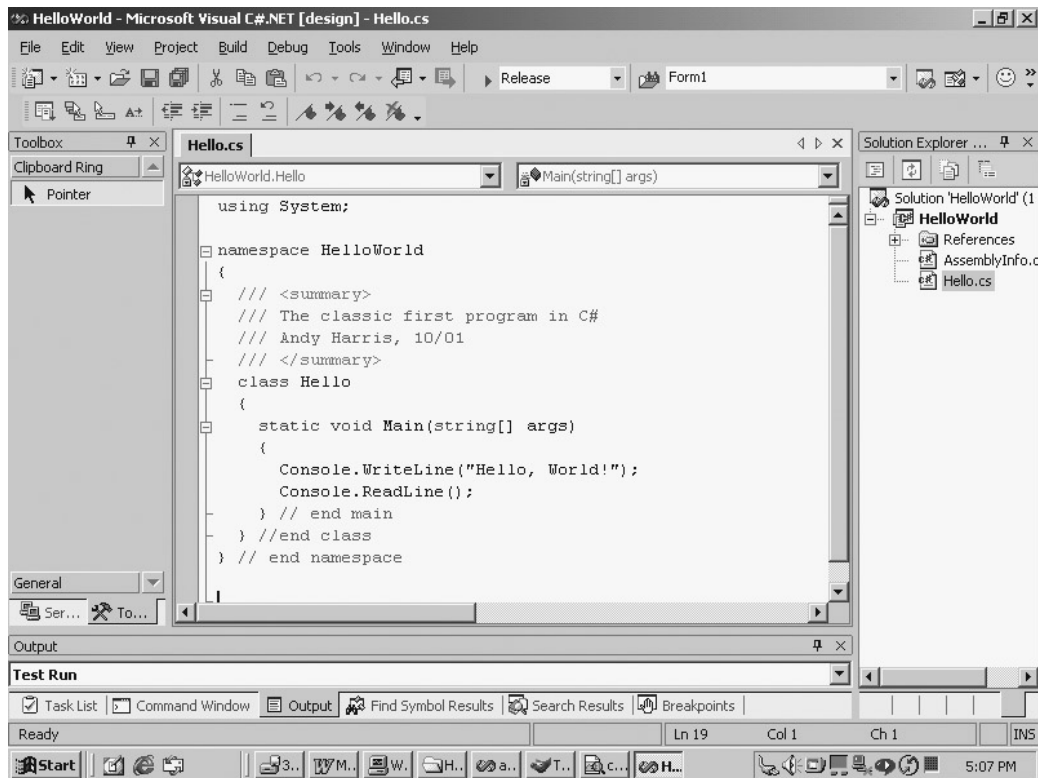 HelloWorld - Microsoft Visual C#.NET [design] - Hello.cs
File Edit View Project Build Debug Tools Window Help
Release Form1
Toolbox
Clipboard Ring
Pointer
General
Ser... To...
Hello.cs
HelloWorld.Hello Main(string[] args)
using System;
namespace HelloWorld
{
/// <summary>
/// The classic first program in C#
/// Andy Harris, 10/01
/// </summary>
class Hello
{
static void Main(string[] args)
{
Console.WriteLine("Hello, World!");
Console.ReadLine();
} // end main
} //end class
} // end namespace
Solution Explorer ...
Solution 'HelloWorld' (1
HelloWorld
References
AssemblyInfo.c
Hello.cs
Output
Test Run
Task List Command Window Output Find Symbol Results Search Results Breakpoints
Ready Ln 19 Col 1 Ch 1 INS
Start 3.. M.. W.. H.. a.. T.. c... H... 5:07 PM